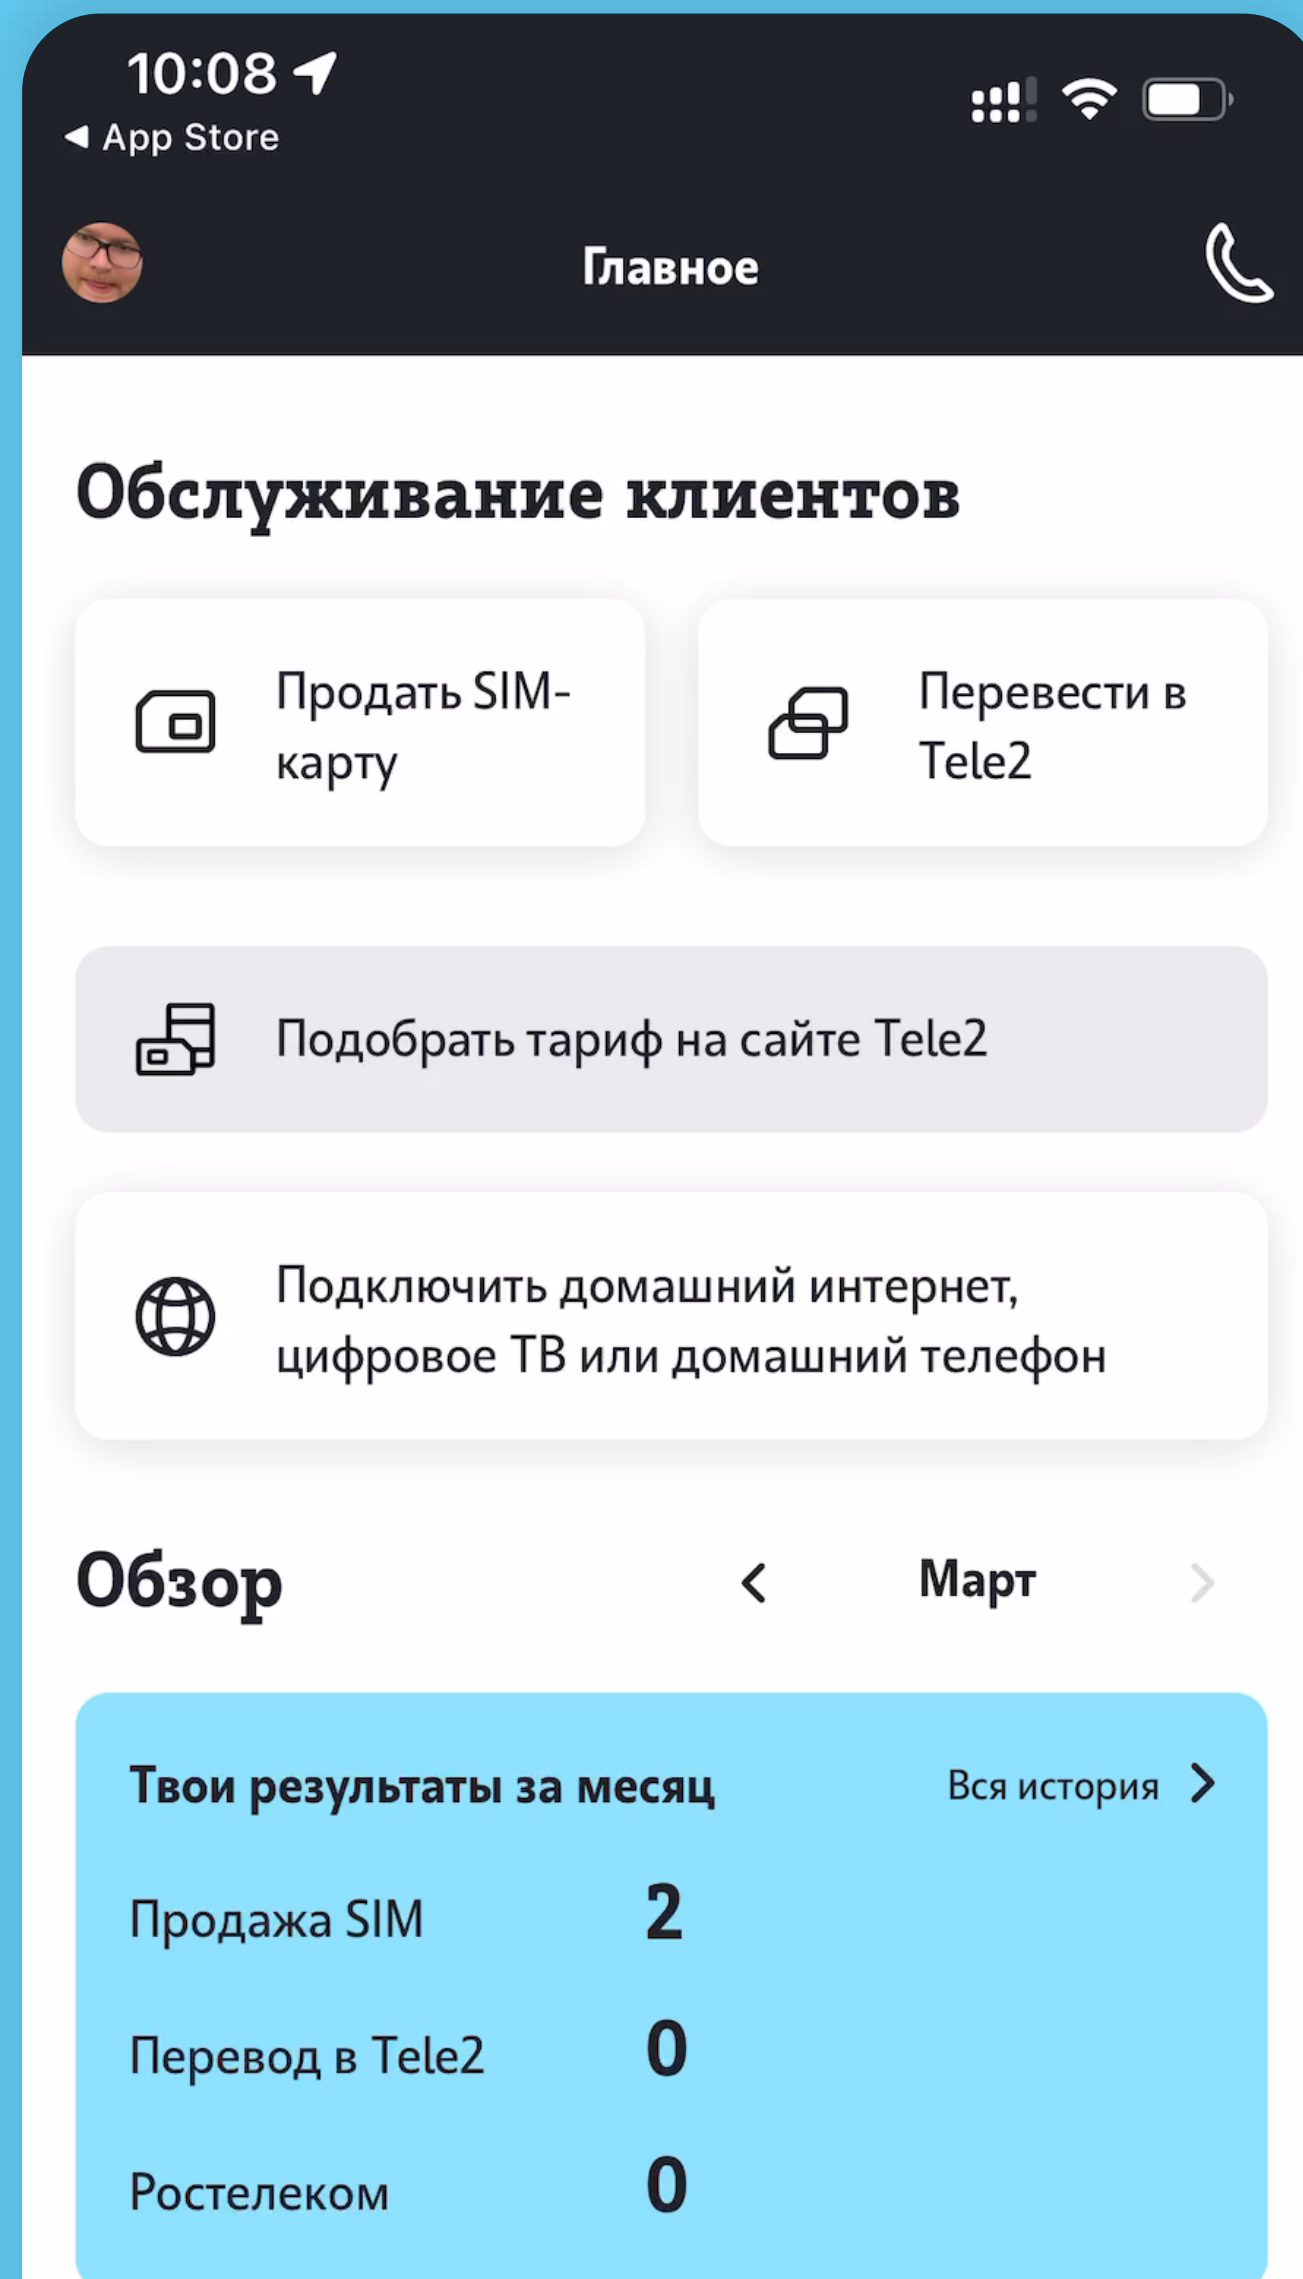 10:08
App Store
Главное
Обслуживание клиентов
Продать SIM-
карту
Перевести в
Tele2
Подобрать тариф на сайте Tele2
Подключить домашний интернет,
цифровое ТВ или домашний телефон
Обзор
Март
Твои результаты за месяц
Вся история
Продажа SIM 2
Перевод в Tele2 0
Ростелеком 0